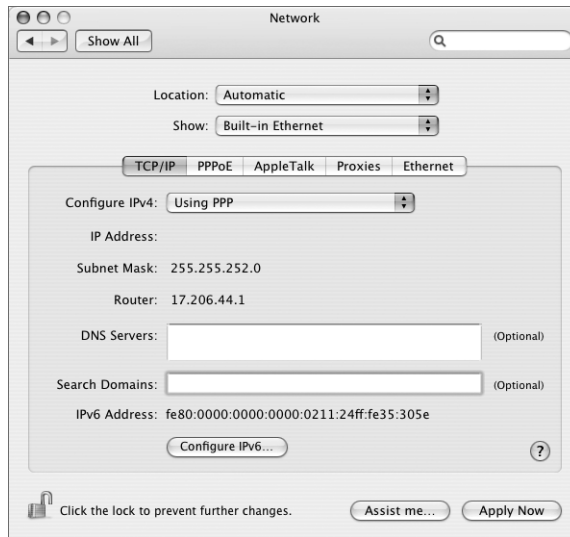 Network
Show All
Location: Automatic
Show: Built-in Ethernet
TCP/IP PPPoE AppleTalk Proxies Ethernet
Configure IPv4: Using PPP
IP Address:
Subnet Mask: 255.255.252.0
Router: 17.206.44.1
DNS Servers: (Optional)
Search Domains: (Optional)
IPv6 Address: fe80:0000:0000:0000:0211:24ff:fe35:305e
Configure IPv6...
?
Click the lock to prevent further changes. Assist me... Apply Now